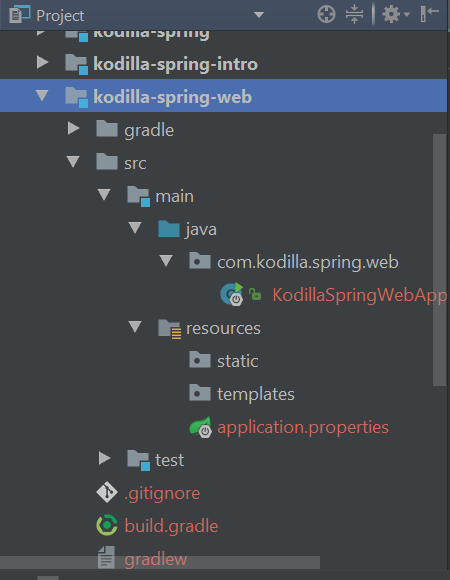 Project
kodilla-spring
kodilla-spring-intro
kodilla-spring-web
gradle
src
main
java
com.kodilla.spring.web
KodillaSpringWebApp
resources
static
templates
application.properties
test
.gitignore
build.gradle
gradlew